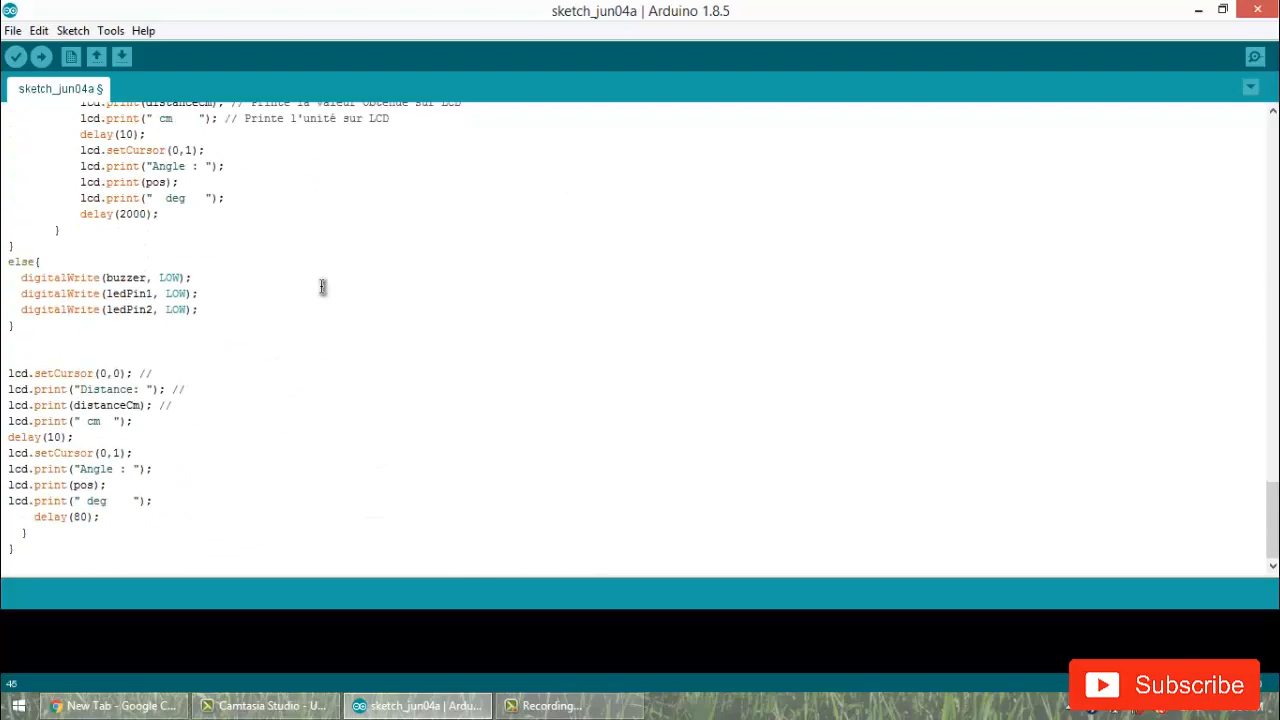 sketch_jun04a | Arduino 1.8.5
File Edit Sketch Tools Help
sketch_jun04a §
lcd.print(distanceCm); // Printe la valeur obtenue sur LCD
lcd.print(" cm    "); // Printe l'unité sur LCD
delay(10);
lcd.setCursor(0,1);
lcd.print("Angle : ");
lcd.print(pos);
lcd.print("  deg   ");
delay(2000);
}
}
else{
digitalWrite(buzzer, LOW);
digitalWrite(ledPin1, LOW);
digitalWrite(ledPin2, LOW);
}
lcd.setCursor(0,0); //
lcd.print("Distance: "); //
lcd.print(distanceCm); //
lcd.print(" cm  ");
delay(10);
lcd.setCursor(0,1);
lcd.print("Angle : ");
lcd.print(pos);
lcd.print(" deg    ");
delay(80);
}
}
Subscribe
45
New Tab - Google C... Camtasia Studio - U... sketch_jun04a | Ardu... Recording...